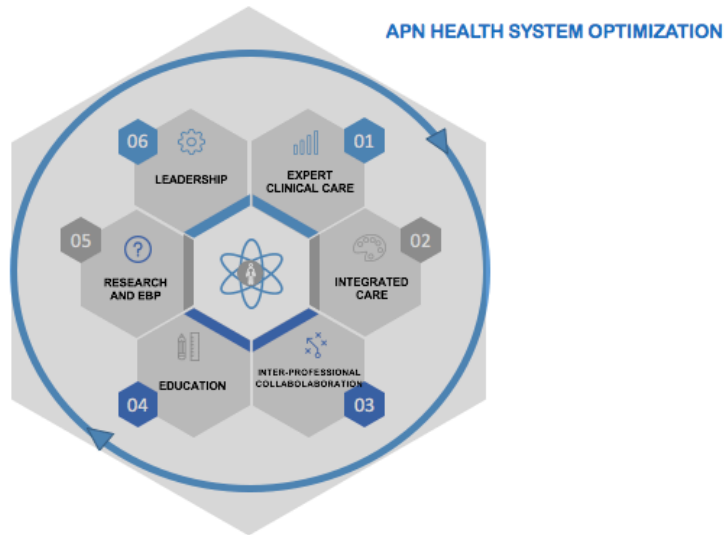 APN HEALTH SYSTEM OPTIMIZATION
06
01
LEADERSHIP
EXPERT
CLINICAL CARE
05
02
RESEARCH
AND EBP
INTEGRATED
CARE
EDUCATION
INTER-PROFESSIONAL
COLLABOLABORATION
04
03